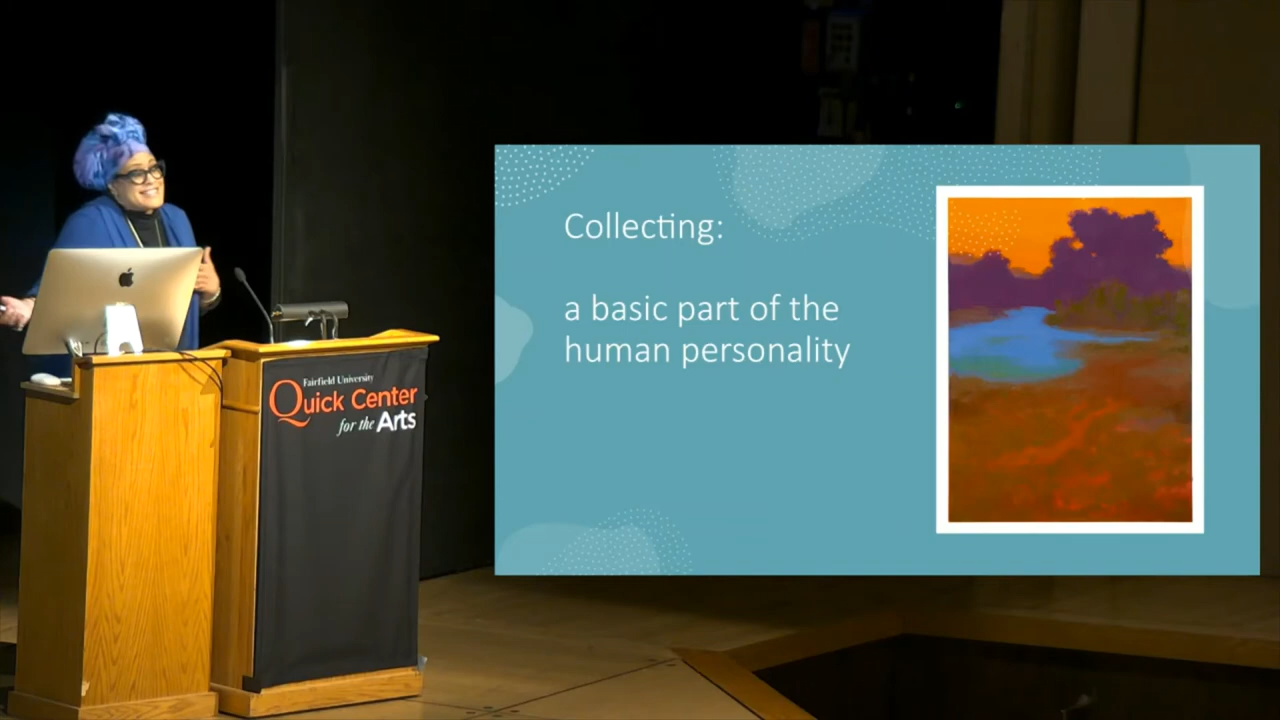 Fairfield University
Quick Center
for the Arts
Collecting:
a basic part of the
human personality